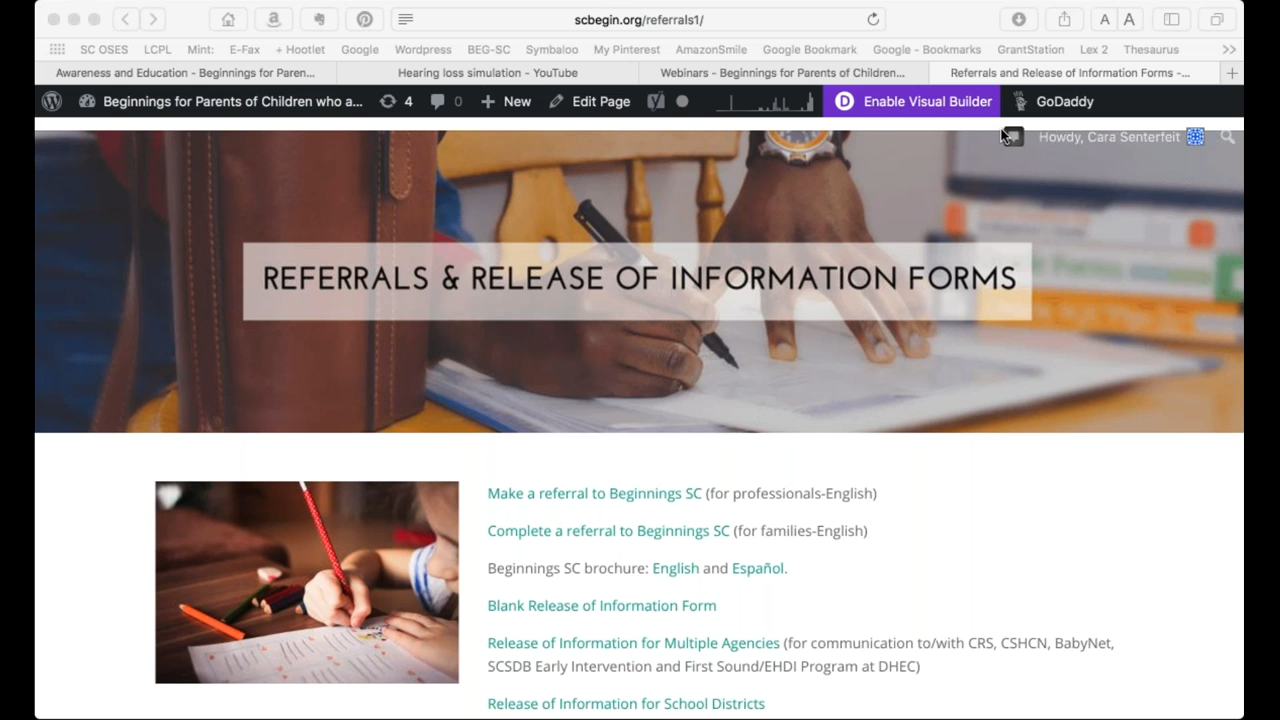 scbegin.org/referrals1/
A A
SC OSES LCPL Mint: E-Fax + Hootlet Google Wordpress BEG-SC Symbaloo My Pinterest AmazonSmile Google Bookmark Google - Bookmarks GrantStation Lex 2 Thesaurus >>
Awareness and Education - Beginnings for Paren... Hearing loss simulation - YouTube Webinars - Beginnings for Parents of Children... Referrals and Release of Information Forms -... +
Beginnings for Parents of Children who a... 4 0 + New Edit Page D Enable Visual Builder GoDaddy
Howdy, Cara Senterfeit
REFERRALS & RELEASE OF INFORMATION FORMS
Make a referral to Beginnings SC (for professionals-English)
Complete a referral to Beginnings SC (for families-English)
Beginnings SC brochure: English and Español.
Blank Release of Information Form
Release of Information for Multiple Agencies (for communication to/with CRS, CSHCN, BabyNet,
SCSDB Early Intervention and First Sound/EHDI Program at DHEC)
Release of Information for School Districts